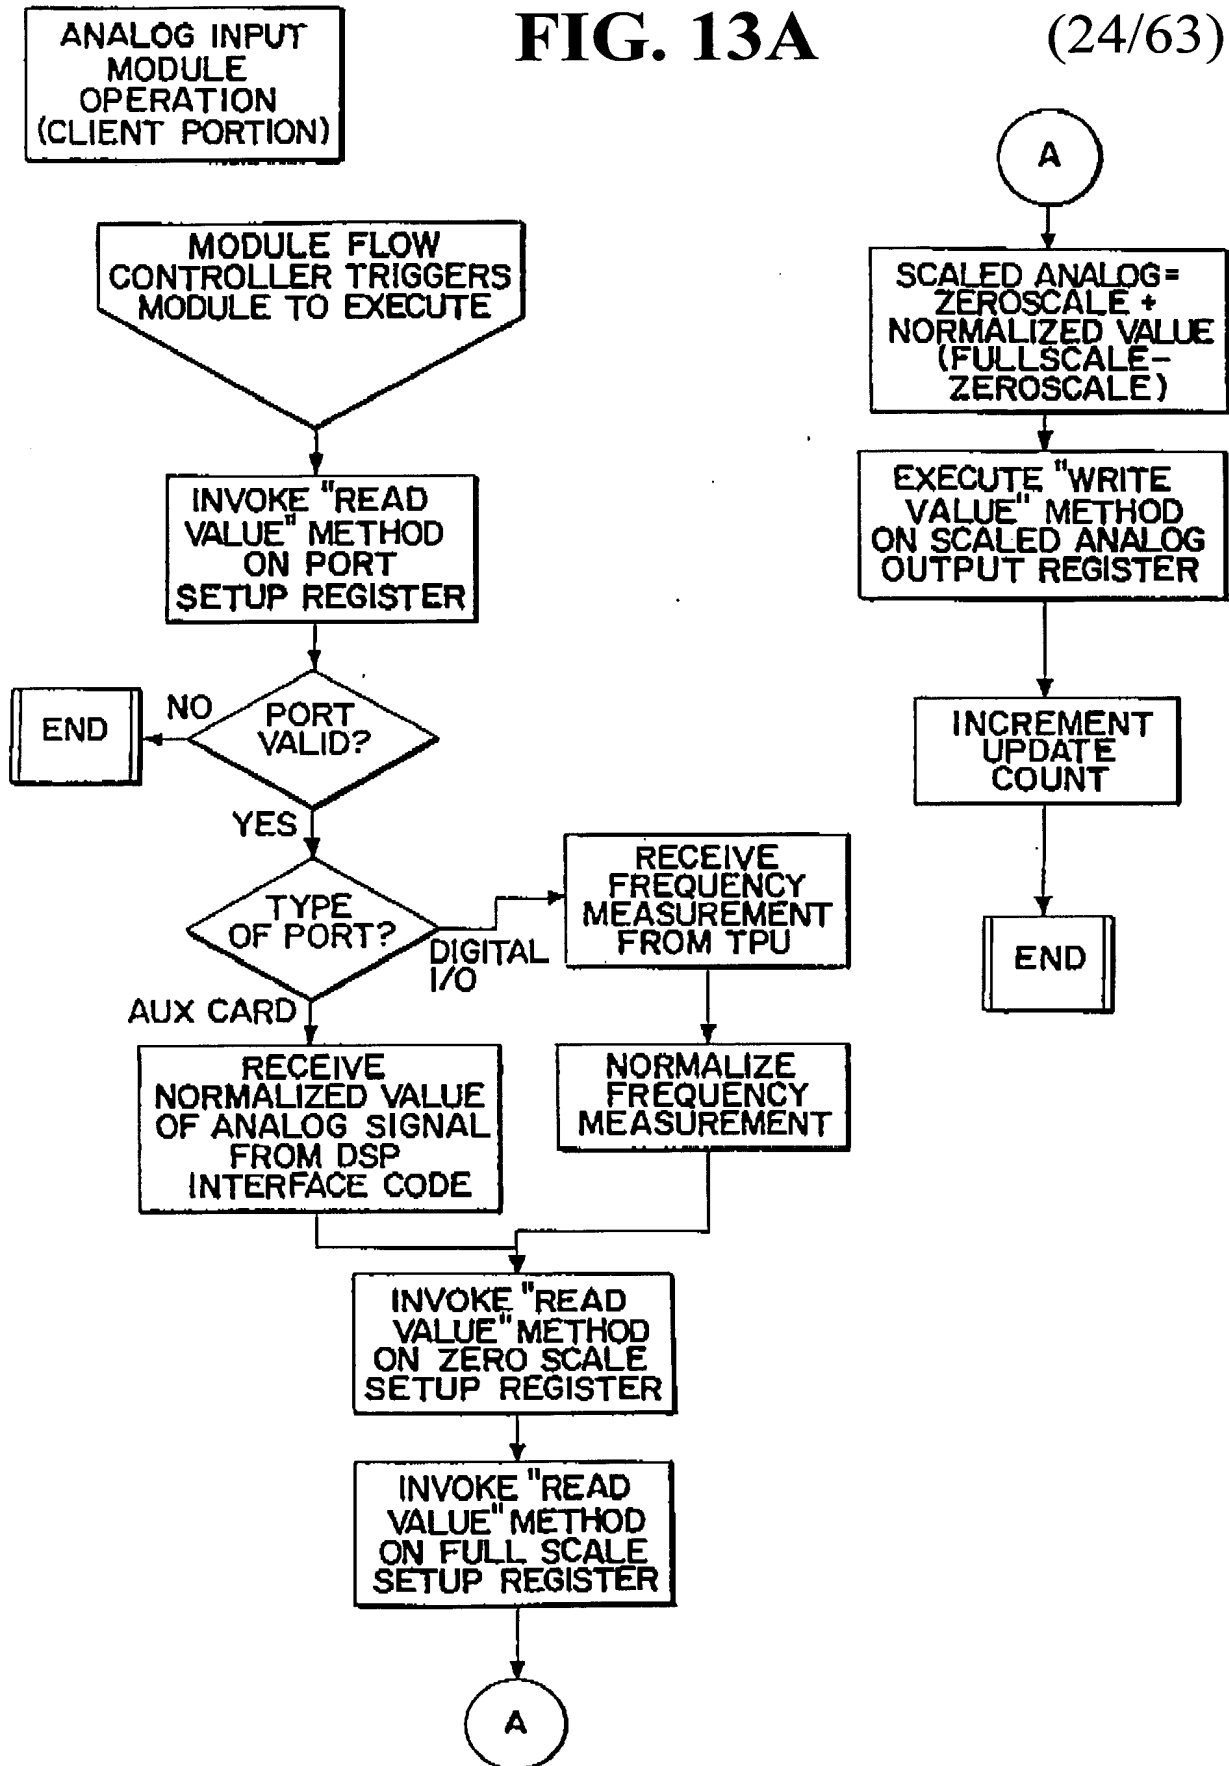 FIG. 13A
(24/63)
ANALOG INPUT
MODULE
OPERATION
(CLIENT PORTION)
MODULE FLOW
CONTROLLER TRIGGERS
MODULE TO EXECUTE
INVOKE "READ
VALUE" METHOD
ON PORT
SETUP REGISTER
PORT
VALID?
NO
END
YES
TYPE
OF PORT?
DIGITAL
I/O
RECEIVE
FREQUENCY
MEASUREMENT
FROM TPU
NORMALIZE
FREQUENCY
MEASUREMENT
AUX CARD
RECEIVE
NORMALIZED VALUE
OF ANALOG SIGNAL
FROM DSP
INTERFACE CODE
INVOKE "READ
VALUE" METHOD
ON ZERO SCALE
SETUP REGISTER
INVOKE "READ
VALUE" METHOD
ON FULL SCALE
SETUP REGISTER
A
A
SCALED ANALOG=
ZEROSCALE +
NORMALIZED VALUE
(FULLSCALE-
ZEROSCALE)
EXECUTE "WRITE
VALUE" METHOD
ON SCALED ANALOG
OUTPUT REGISTER
INCREMENT
UPDATE
COUNT
END